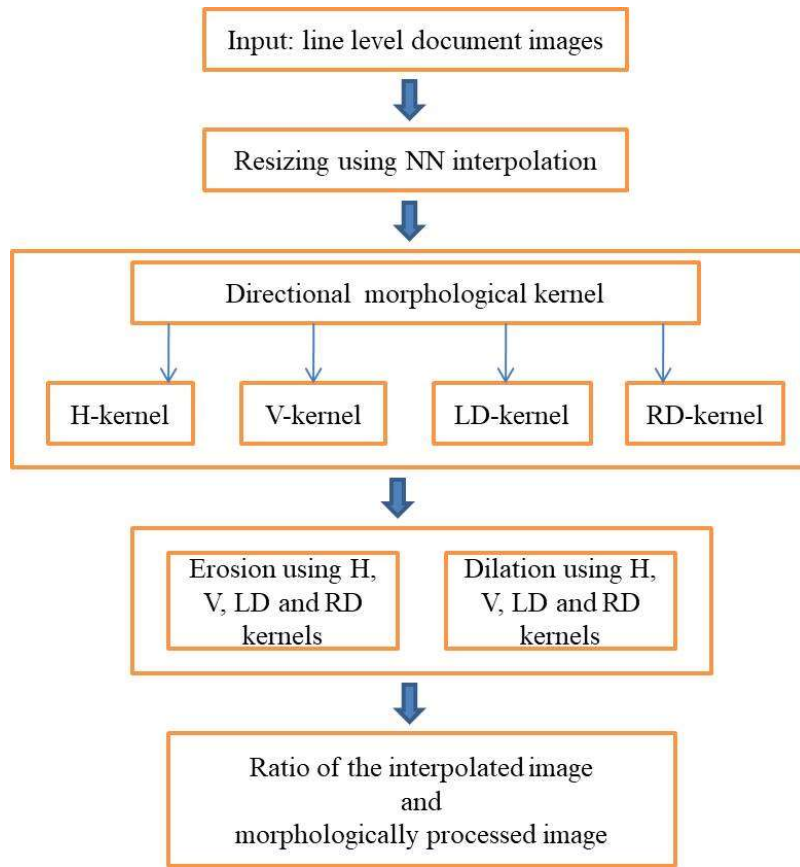 Input: line level document images
Resizing using NN interpolation
Directional morphological kernel
H-kernel V-kernel LD-kernel RD-kernel
Erosion using H,
V, LD and RD
kernels
Dilation using H,
V, LD and RD
kernels
Ratio of the interpolated image
and
morphologically processed image